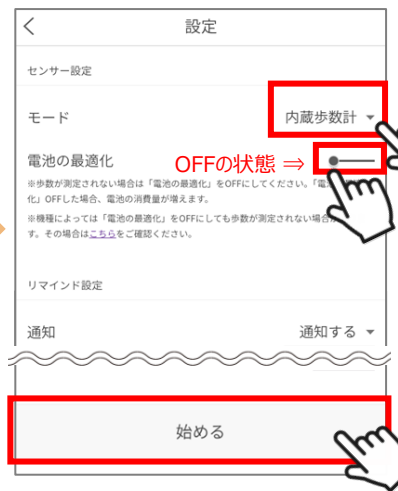 設定
センサー設定
モード
内蔵歩数計
電池の最適化
OFFの状態 ⇒
※歩数が測定されない場合は「電池の最適化」をOFFにしてください。「電
化」OFFした場合、電池の消費量が増えます。
※機種によっては「電池の最適化」をOFFにしても歩数が測定されない場合
す。その場合はこちらをご確認ください。
リマインド設定
通知
通知する
始める